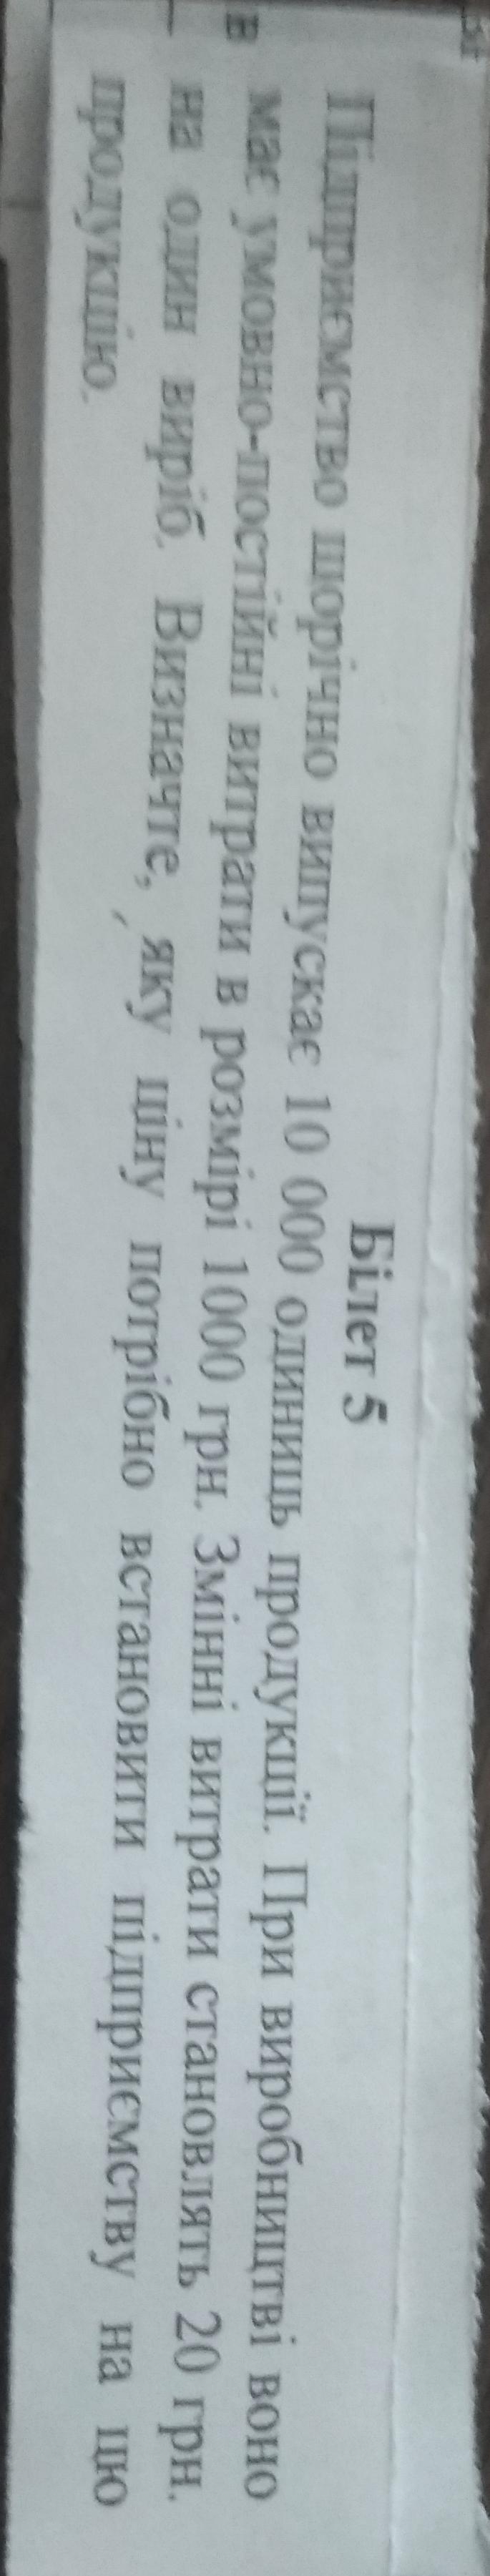 Білет 5
Підприємство щорічно випускає 10 000 одиниць продукції. При виробництві воно
має умовно-постійні витрати в розмірі 1000 грн. Змінні витрати становлять 20 грн.
на один виріб. Визначте, яку ціну потрібно встановити підприємству на цю
продукцію.
в